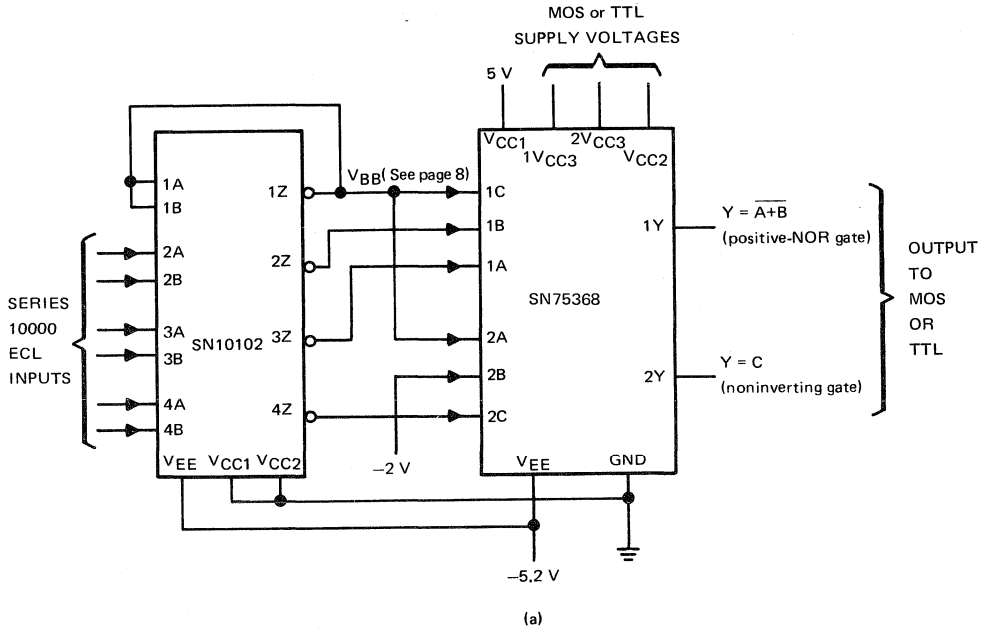 MOS or TTL
SUPPLY VOLTAGES
5 V
VCC1
1VCC3
2VCC3
VCC2
VBB( See page 8)
1A
1B
2A
2B
3A
3B
4A
4B
1Z
2Z
3Z
4Z
SN10102
VEE
VCC1
VCC2
SERIES
10000
ECL
INPUTS
1C
1B
1A
2A
2B
2C
SN75368
1Y
2Y
VEE
GND
Y = A+B
(positive-NOR gate)
Y = C
(noninverting gate)
OUTPUT
TO
MOS
OR
TTL
−2 V
−5.2 V
(a)